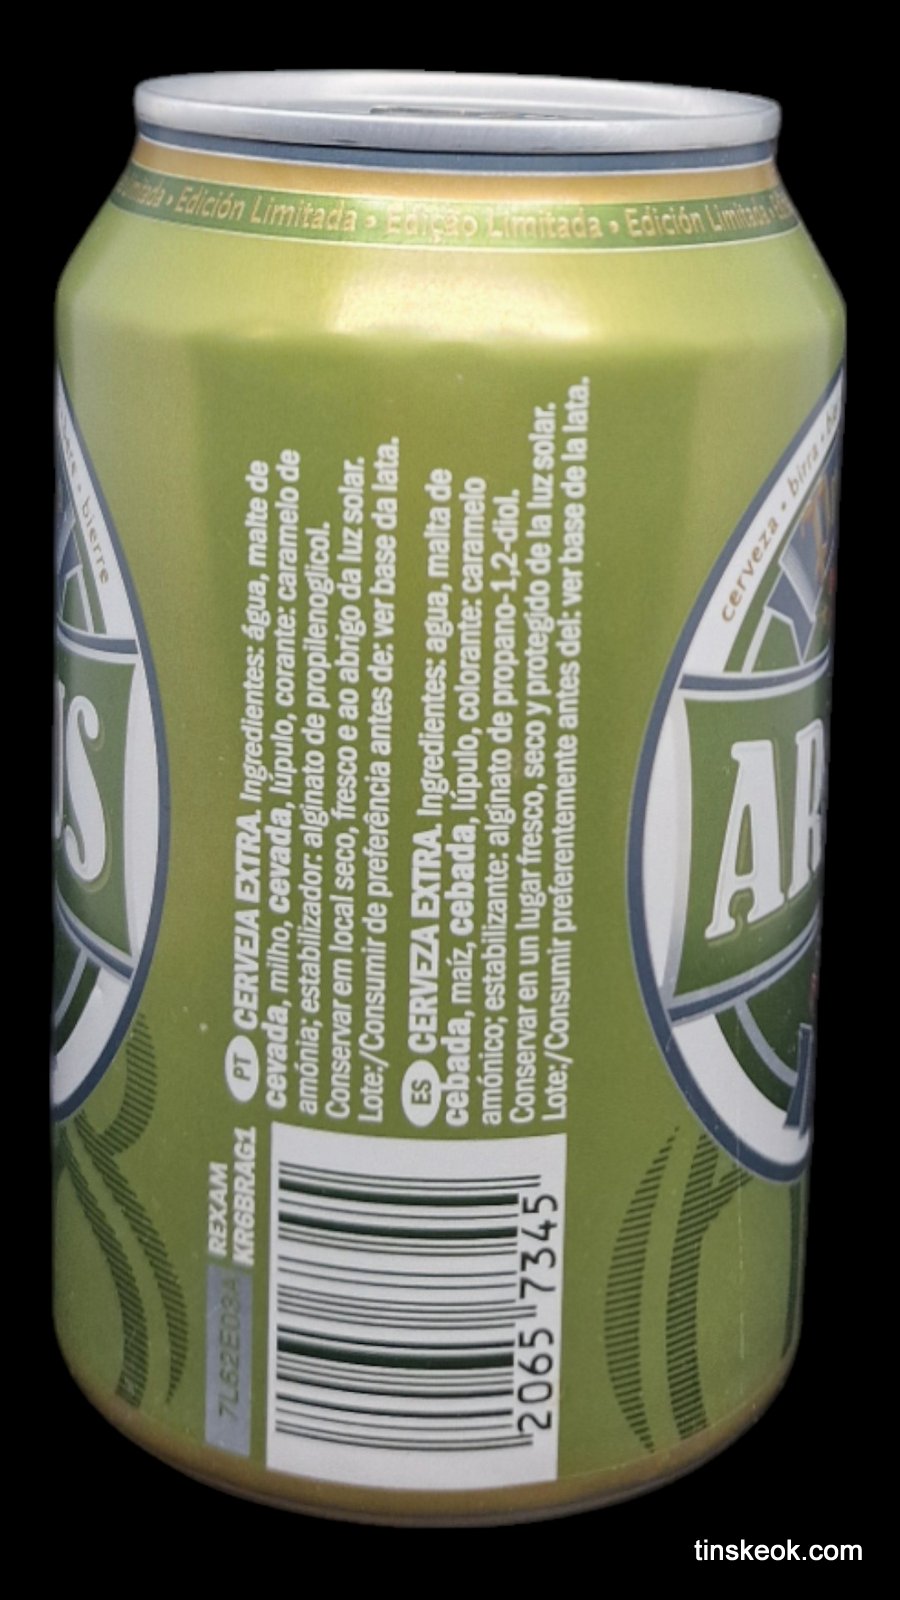 Limitada • Edición Limitada • Edição Limitada • Edición Limitada •
bierre
US
cerveza • birra •
AR
PT CERVEJA EXTRA. Ingredientes: água, malte de
cevada, milho, cevada, lúpulo, corante: caramelo de
amónia; estabilizador: alginato de propilenoglicol.
Conservar em local seco, fresco e ao abrigo da luz solar.
Lote:/Consumir de preferência antes de: ver base da lata.
ES CERVEZA EXTRA. Ingredientes: agua, malta de
cebada, maíz, cebada, lúpulo, colorante: caramelo
amónico; estabilizante: alginato de propano-1,2-diol.
Conservar en un lugar fresco, seco y protegido de la luz solar.
Lote:/Consumir preferentemente antes del: ver base de la lata.
REXAM
KR6BRAG1
7L62E03A
2065 7345
tinskeok.com